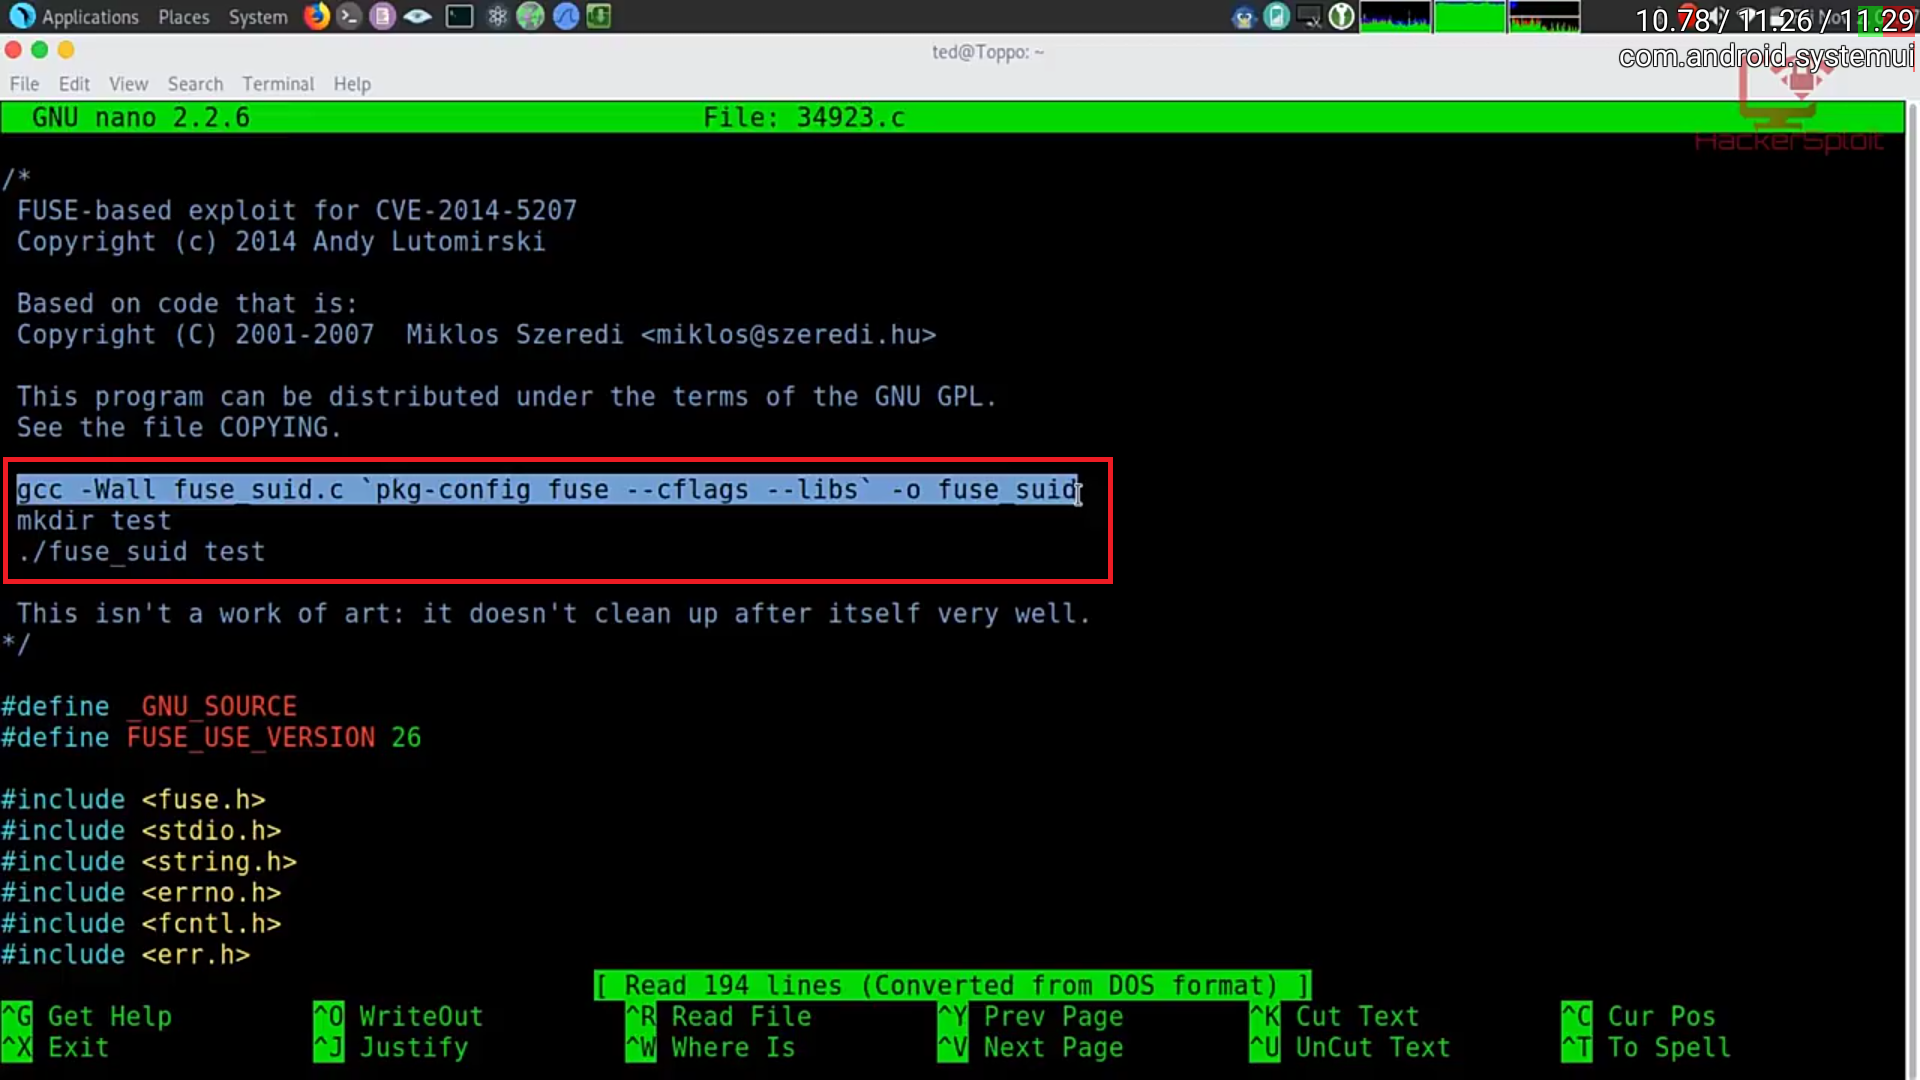 Applications Places System
10.78 / 11.26 / 11.29
com.android.systemui
ted@Toppo: ~
File Edit View Search Terminal Help
HackerSploit
GNU nano 2.2.6 File: 34923.c
/*
FUSE-based exploit for CVE-2014-5207
Copyright (c) 2014 Andy Lutomirski
Based on code that is:
Copyright (C) 2001-2007 Miklos Szeredi <miklos@szeredi.hu>
This program can be distributed under the terms of the GNU GPL.
See the file COPYING.
gcc -Wall fuse_suid.c `pkg-config fuse --cflags --libs` -o fuse_suid
mkdir test
./fuse_suid test
This isn't a work of art: it doesn't clean up after itself very well.
*/
#define _GNU_SOURCE
#define FUSE_USE_VERSION 26
#include <fuse.h>
#include <stdio.h>
#include <string.h>
#include <errno.h>
#include <fcntl.h>
#include <err.h>
[ Read 194 lines (Converted from DOS format) ]
^G Get Help ^O WriteOut ^R Read File ^Y Prev Page ^K Cut Text ^C Cur Pos
^X Exit ^J Justify ^W Where Is ^V Next Page ^U UnCut Text ^T To Spell